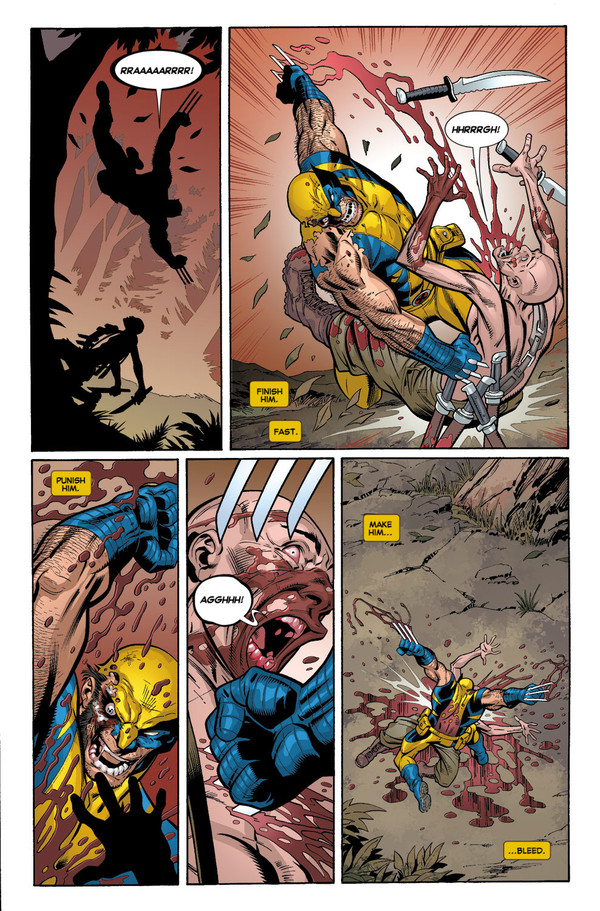 RRAAAAARRRR!
HHRRRGH!
FINISH
HIM.
FAST.
PUNISH
HIM.
AGGHHH!
MAKE
HIM...
...BLEED.